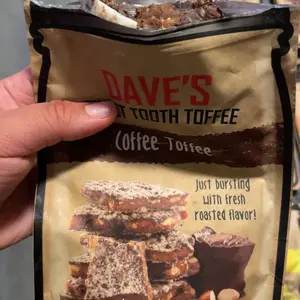 DAVE'S
TOOTH TOFFEE
Coffee Toffee
Just bursting
with fresh
roasted flavor!